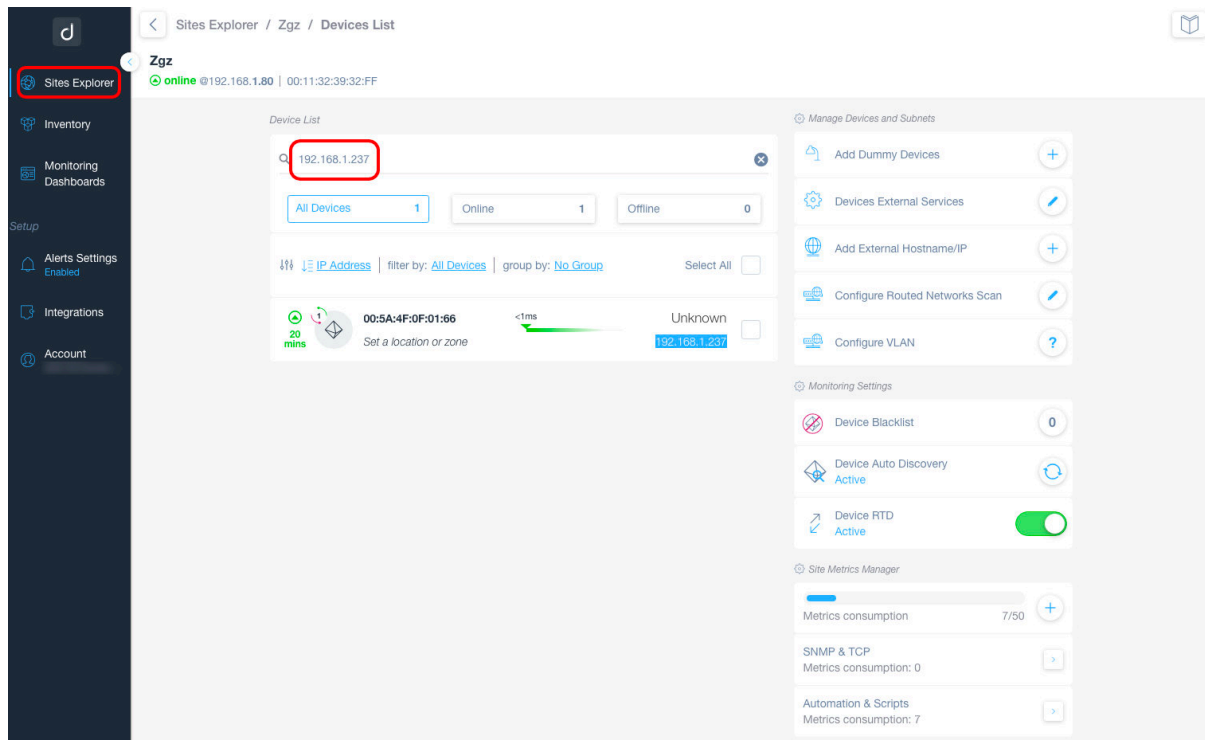 d
Sites Explorer / Zgz / Devices List
Zgz
online @192.168.1.80 | 00:11:32:39:32:FF
Sites Explorer
Inventory
Monitoring
Dashboards
Setup
Alerts Settings
Enabled
Integrations
Account
Device List
192.168.1.237
All Devices 1
Online 1
Offline 0
IP Address | filter by: All Devices | group by: No Group
Select All
20
mins
1
00:5A:4F:0F:01:66
Set a location or zone
<1ms
Unknown
192.168.1.237
Manage Devices and Subnets
Add Dummy Devices +
Devices External Services
Add External Hostname/IP +
Configure Routed Networks Scan
Configure VLAN ?
Monitoring Settings
Device Blacklist 0
Device Auto Discovery
Active
Device RTD
Active
Site Metrics Manager
Metrics consumption 7/50 +
SNMP & TCP
Metrics consumption: 0 >
Automation & Scripts
Metrics consumption: 7 >